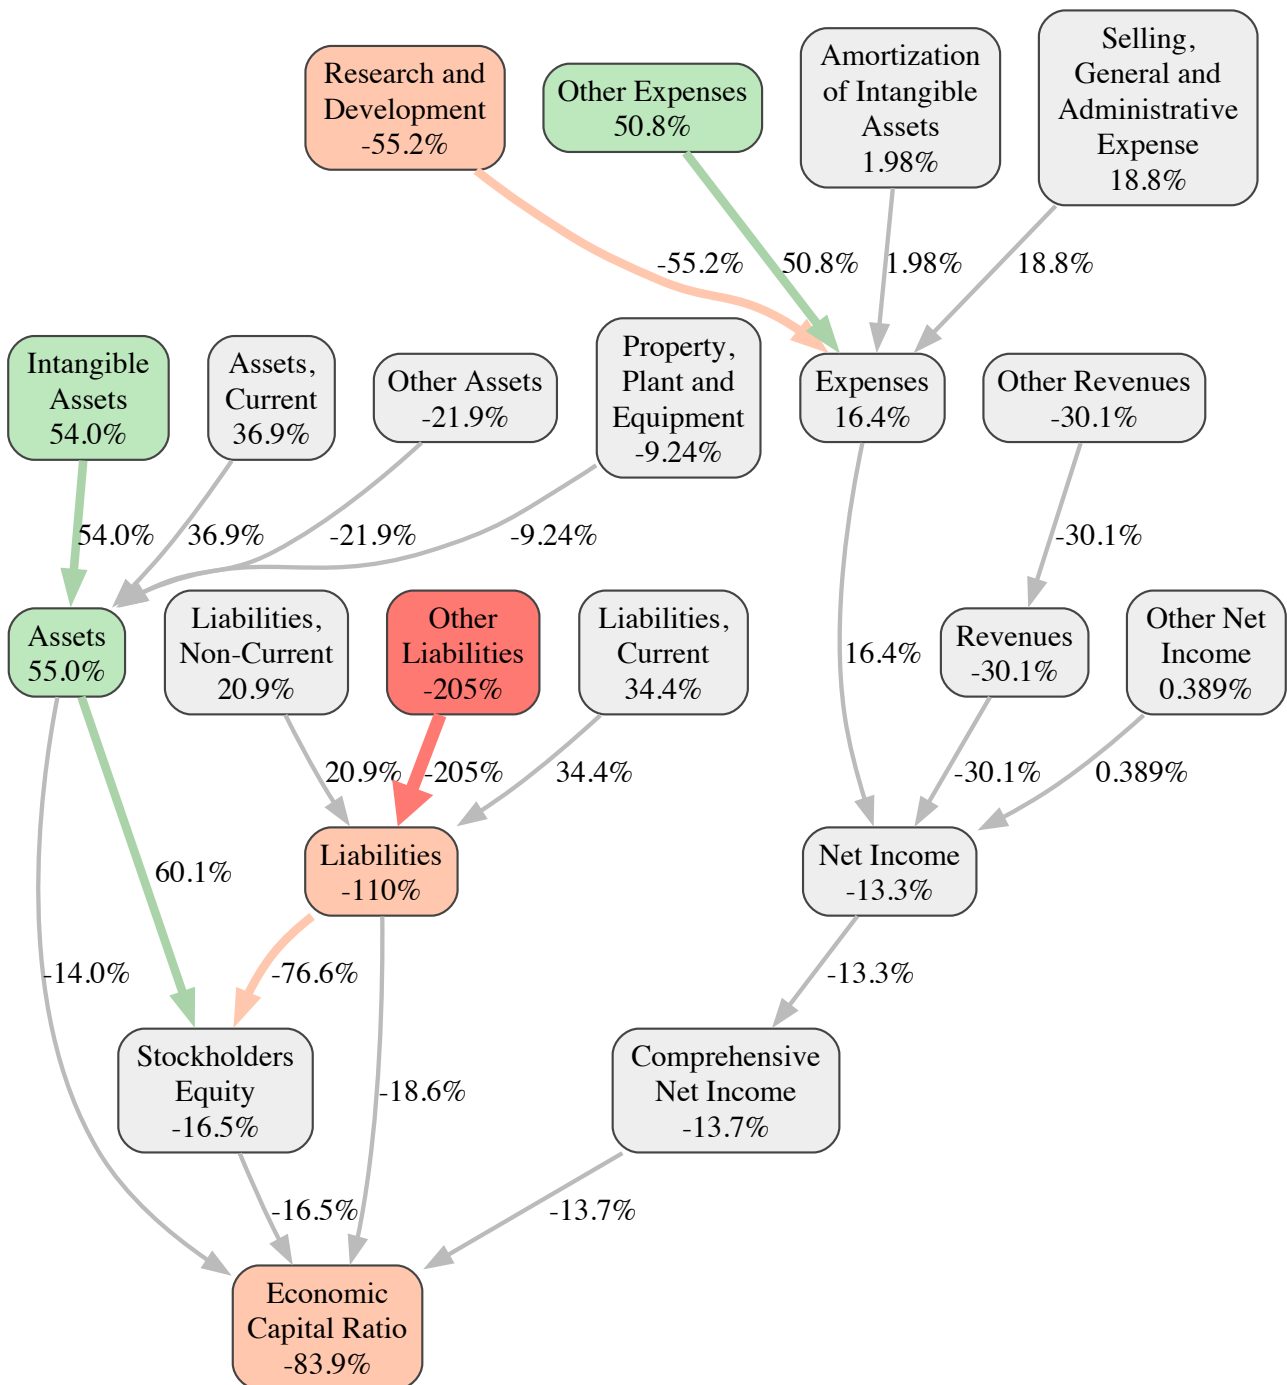 Research and
Development
-55.2%
Other Expenses
50.8%
Amortization
of Intangible
Assets
1.98%
Selling,
General and
Administrative
Expense
18.8%
-55.2%
50.8%
1.98%
18.8%
Intangible
Assets
54.0%
Assets,
Current
36.9%
Other Assets
-21.9%
Property,
Plant and
Equipment
-9.24%
Expenses
16.4%
Other Revenues
-30.1%
54.0%
36.9%
-21.9%
-9.24%
-30.1%
Assets
55.0%
Liabilities,
Non-Current
20.9%
Other
Liabilities
-205%
Liabilities,
Current
34.4%
16.4%
Revenues
-30.1%
Other Net
Income
0.389%
20.9%
-205%
34.4%
-30.1%
0.389%
60.1%
Liabilities
-110%
Net Income
-13.3%
-14.0%
-76.6%
-13.3%
Stockholders
Equity
-16.5%
-18.6%
Comprehensive
Net Income
-13.7%
-16.5%
-13.7%
Economic
Capital Ratio
-83.9%